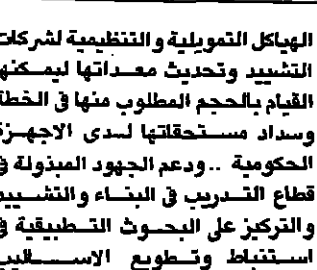 الهياكل التمويلية والتنظيمية لشركات
التشييد وتحديث معداتها ليمكنها
القيام بالحجم المطلوب منها في الخطة
وسداد مستحقاتها لدى الاجهزة
الحكومية .. ودعم الجهود المبذولة في
قطاع التدريب في البناء والتشييد
والتركيز على البحوث التطبيقية في
استنباط وتطويع الاساليب